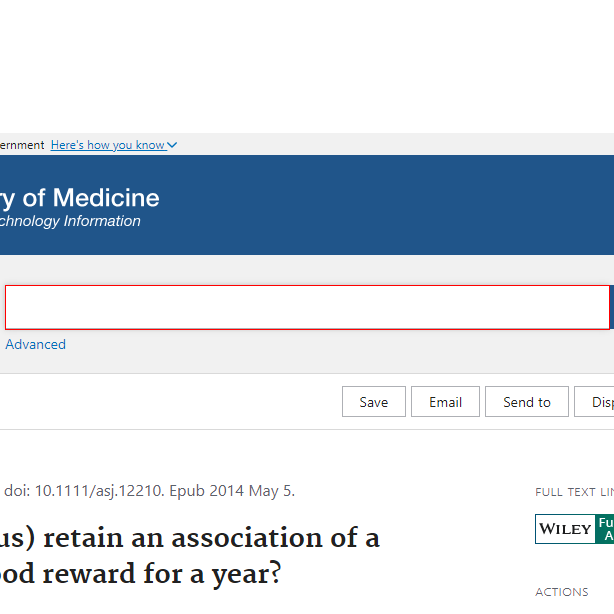 ernment Here's how you know
ry of Medicine
chnology Information
Advanced
Save Email Send to Disp
doi: 10.1111/asj.12210. Epub 2014 May 5.
FULL TEXT LIN
WILEY Fu
A
us) retain an association of a
od reward for a year?
ACTIONS